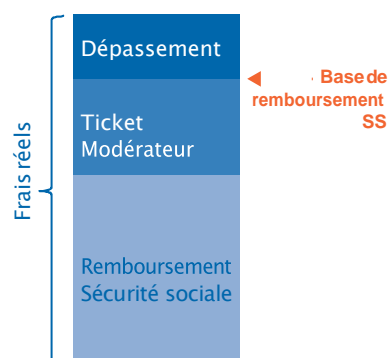 Dépassement
Base de
remboursement
SS
Ticket
Modérateur
Frais réels
Remboursement
Sécurité sociale